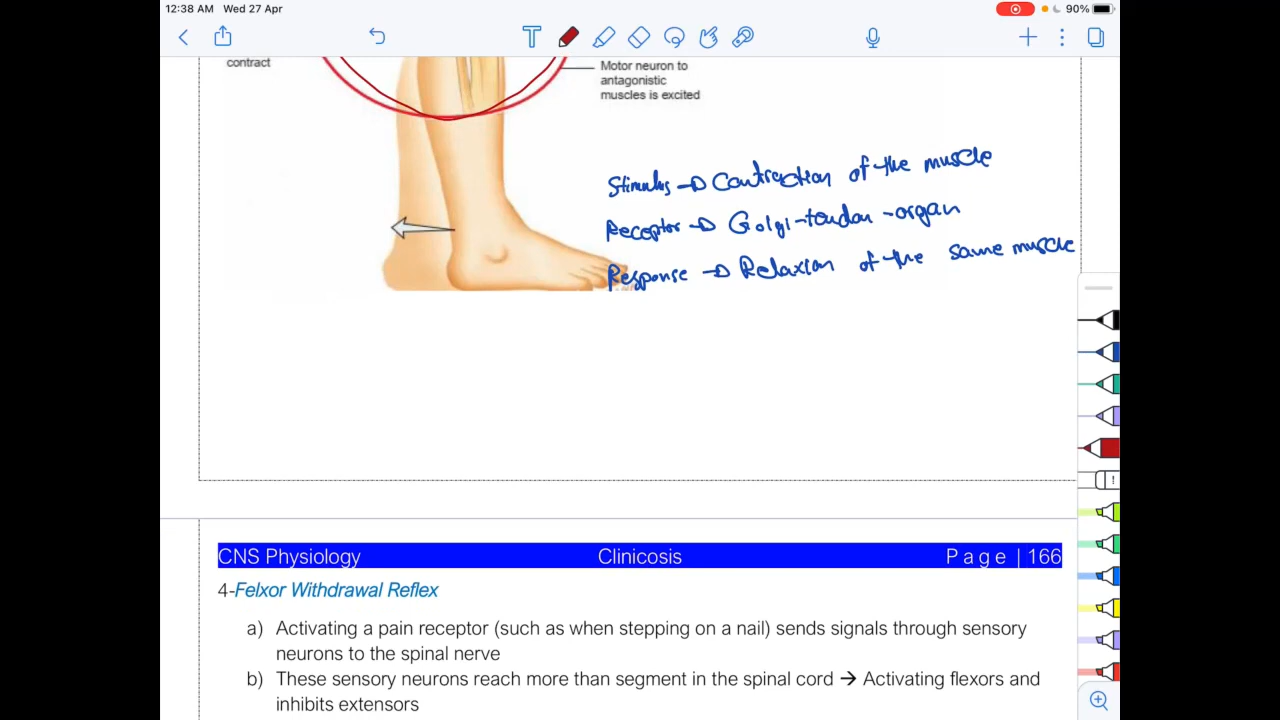 12:38 AM Wed 27 Apr
90%
contract
Motor neuron to
antagonistic
muscles is excited
Stimulus → Contraction of the muscle
Receptor → Golgi-tendon-organ
Response → Relaxion of the same muscle
CNS Physiology Clinicosis P a g e | 166
4-Felxor Withdrawal Reflex
a) Activating a pain receptor (such as when stepping on a nail) sends signals through sensory
neurons to the spinal nerve
b) These sensory neurons reach more than segment in the spinal cord → Activating flexors and
inhibits extensors